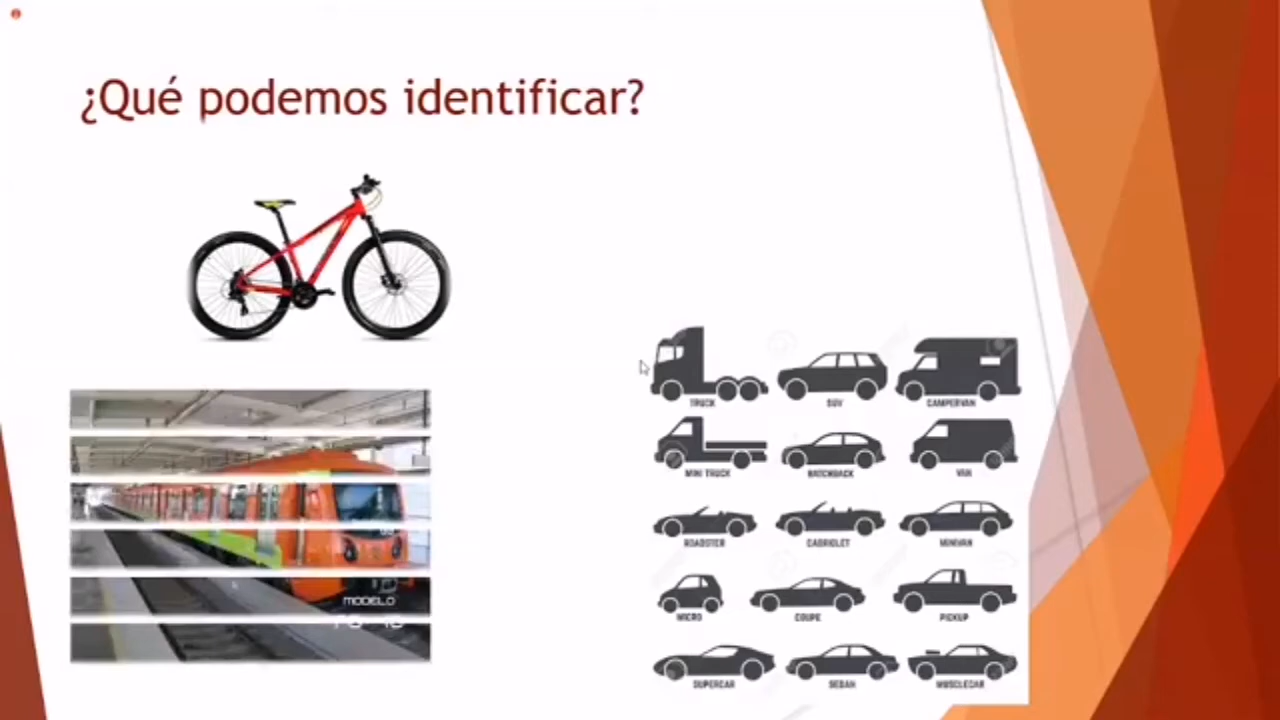 ¿Qué podemos identificar?
TRUCK
SUV
CAMPERVAN
MINI TRUCK
HATCHBACK
VAN
ROADSTER
CABRIOLET
MINIVAN
MICRO
COUPE
PICKUP
SUPERCAR
SEDAN
MUSCLECAR
MODELO